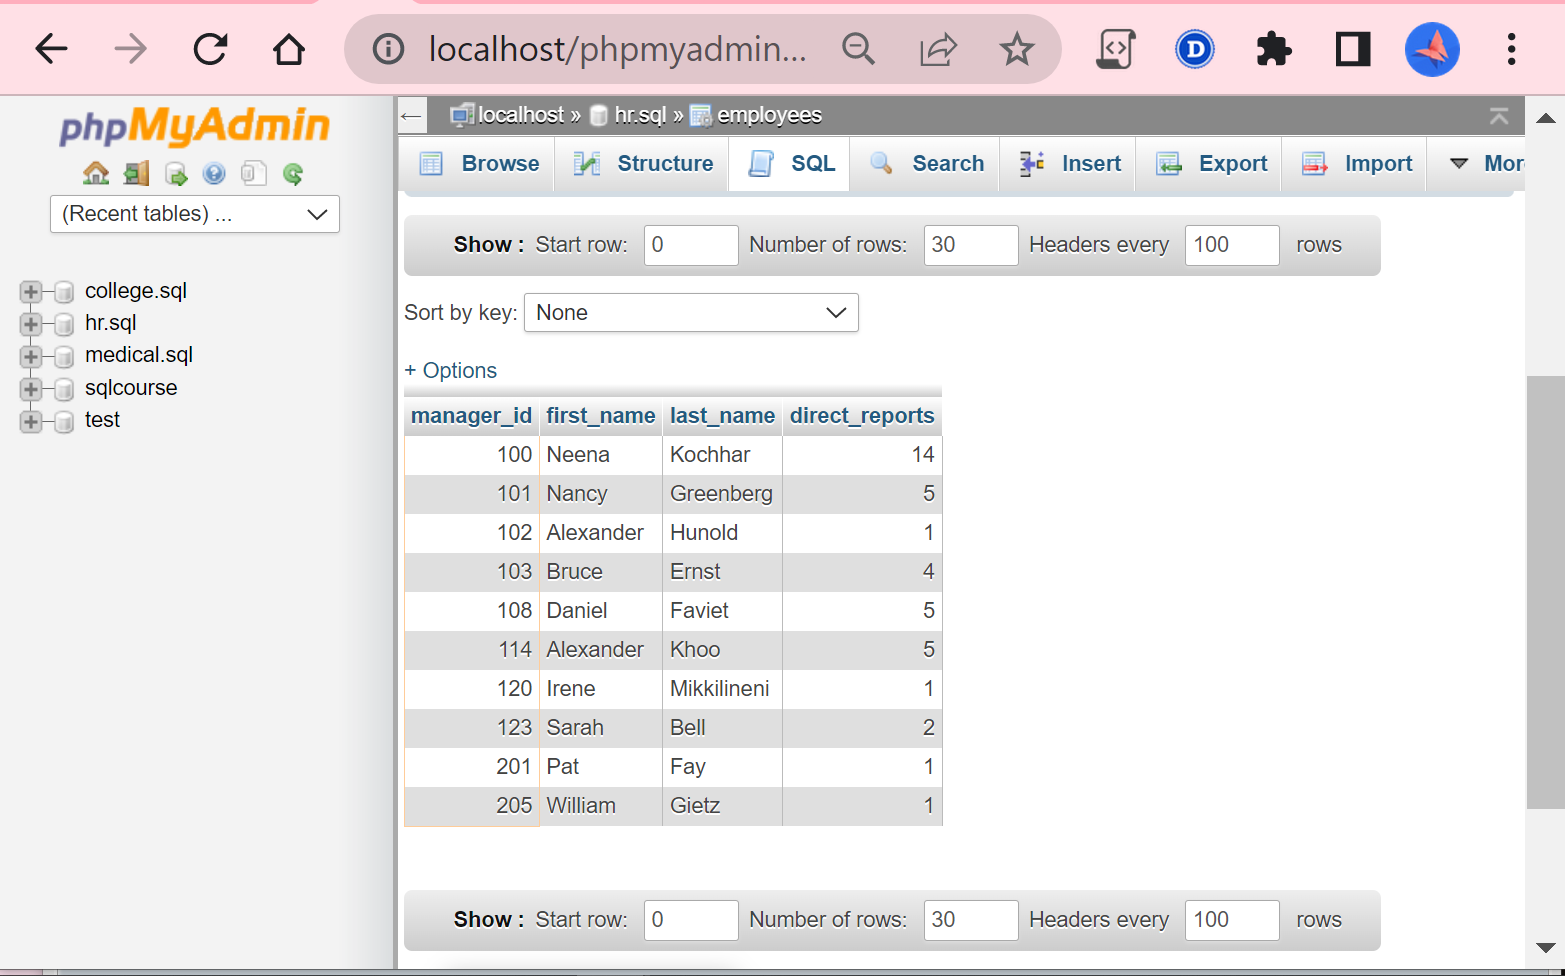 localhost/phpmyadmin...
phpMyAdmin
(Recent tables) ...
college.sql
hr.sql
medical.sql
sqlcourse
test
localhost » hr.sql » employees
Browse Structure SQL Search Insert Export Import Mor
Show : Start row: 0 Number of rows: 30 Headers every 100 rows
Sort by key: None
+ Options
manager_id first_name last_name direct_reports
100 Neena Kochhar 14
101 Nancy Greenberg 5
102 Alexander Hunold 1
103 Bruce Ernst 4
108 Daniel Faviet 5
114 Alexander Khoo 5
120 Irene Mikkilineni 1
123 Sarah Bell 2
201 Pat Fay 1
205 William Gietz 1
Show : Start row: 0 Number of rows: 30 Headers every 100 rows